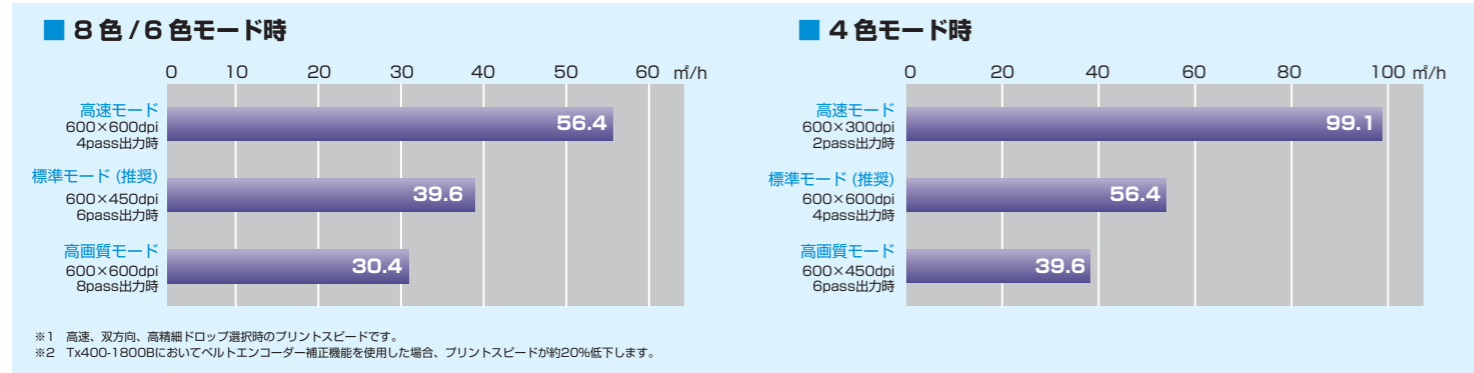 ■ 8色/6色モード時
0 10 20 30 40 50 60 ㎡/h
高速モード
600×600dpi
4pass出力時
56.4
標準モード (推奨)
600×450dpi
6pass出力時
39.6
高画質モード
600×600dpi
8pass出力時
30.4
■ 4色モード時
0 20 40 60 80 100 ㎡/h
高速モード
600×300dpi
2pass出力時
99.1
標準モード (推奨)
600×600dpi
4pass出力時
56.4
高画質モード
600×450dpi
6pass出力時
39.6
※1 高速、双方向、高精細ドロップ選択時のプリントスピードです。
※2 Tx400-1800Bにおいてベルトエンコーダー補正機能を使用した場合、プリントスピードが約20%低下します。